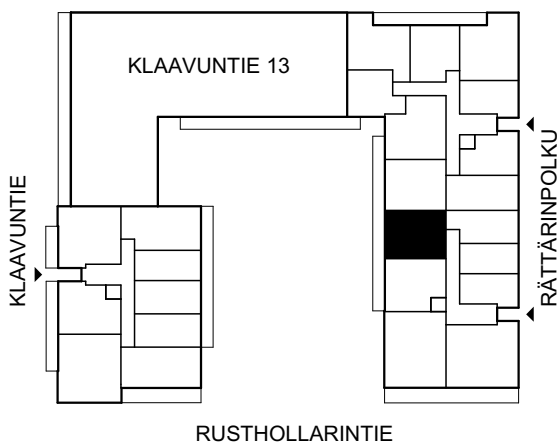 KLAAVUNTIE 13
KLAAVUNTIE
RÄTTÄRINPOLKU
RUSTHOLLARINTIE